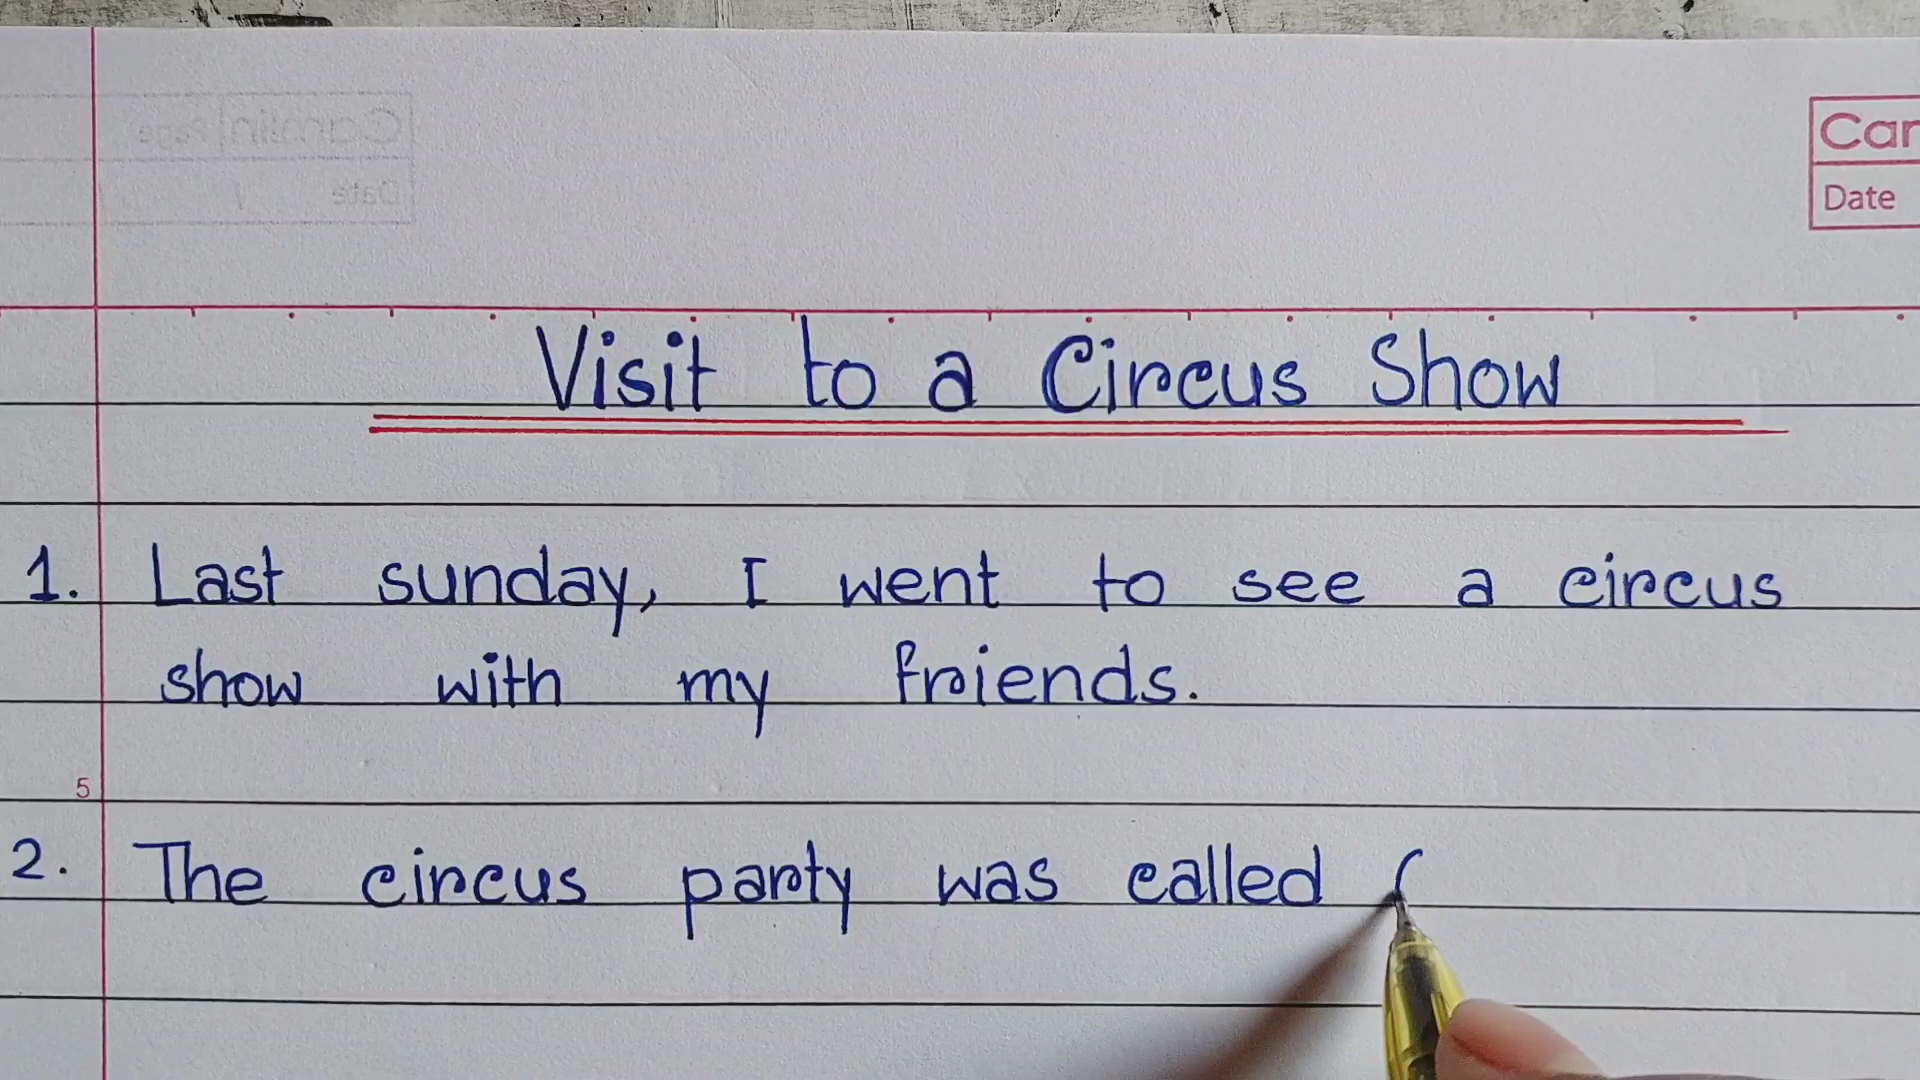 Car
Date
Visit to a Circus Show
1. Last sunday, I went to see a circus
show with my friends.
5
2. The circus party was called